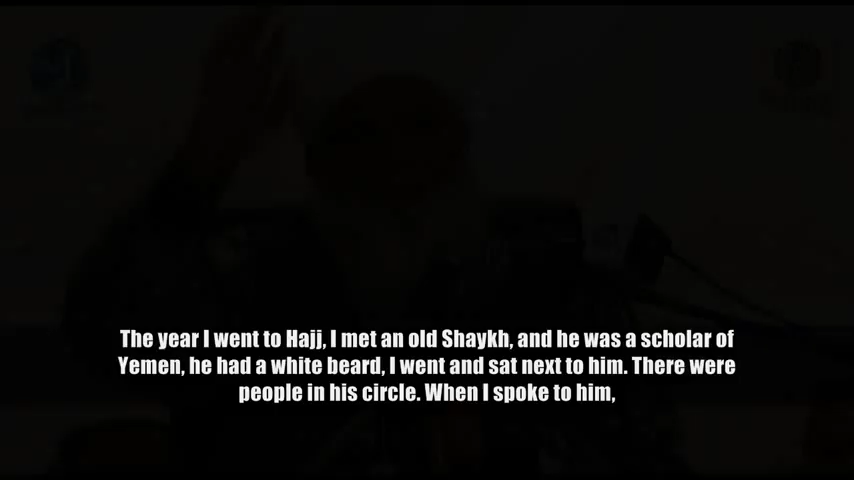 The year I went to Hajj, I met an old Shaykh, and he was a scholar of
Yemen, he had a white beard, I went and sat next to him. There were
people in his circle. When I spoke to him,